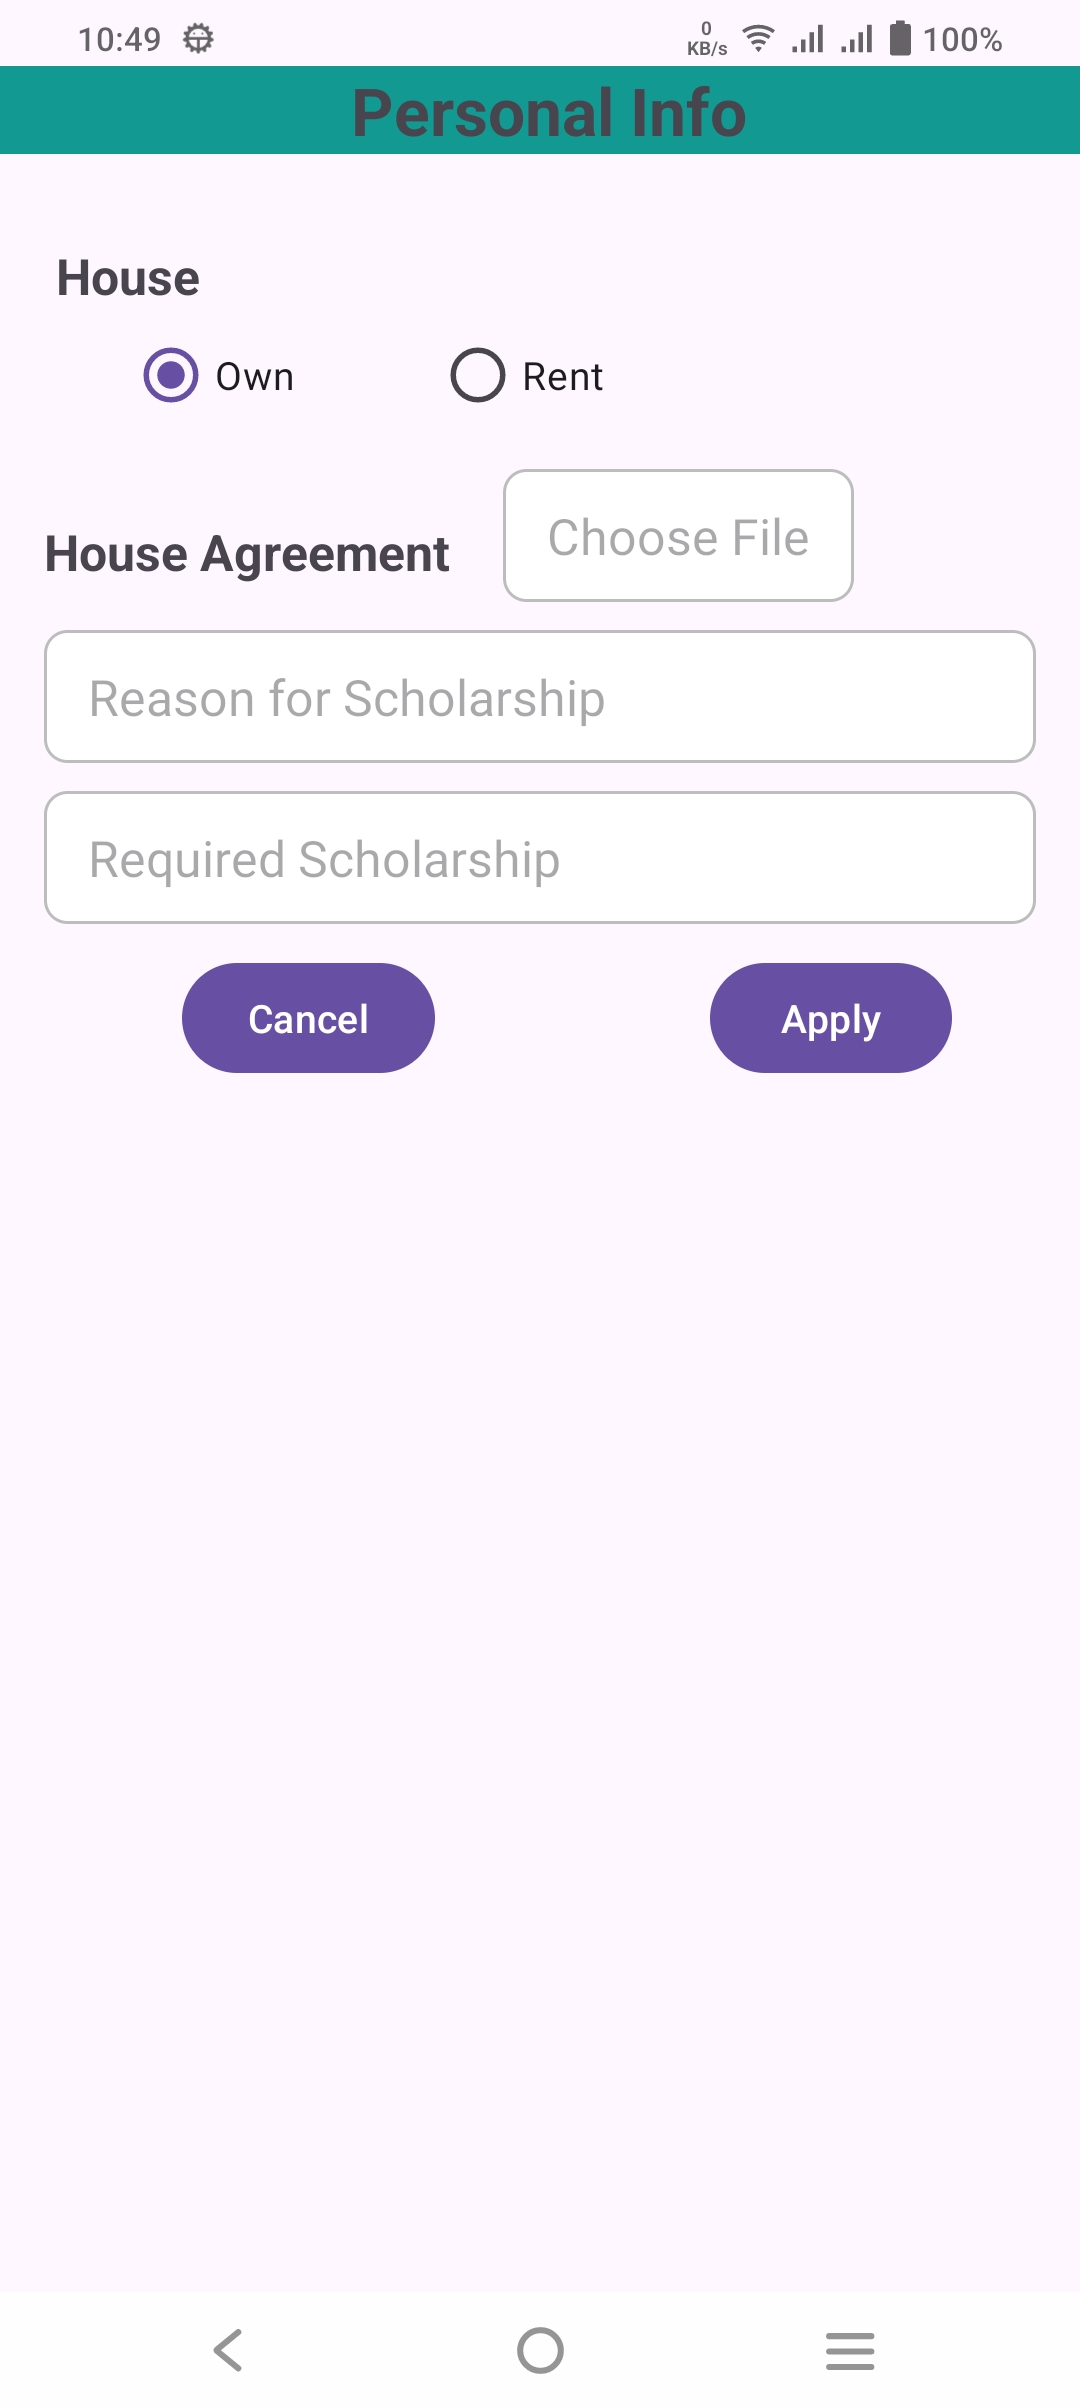 10:49 0 KB/s 100%
Personal Info
House
Own Rent
House Agreement Choose File
Reason for Scholarship
Required Scholarship
Cancel Apply